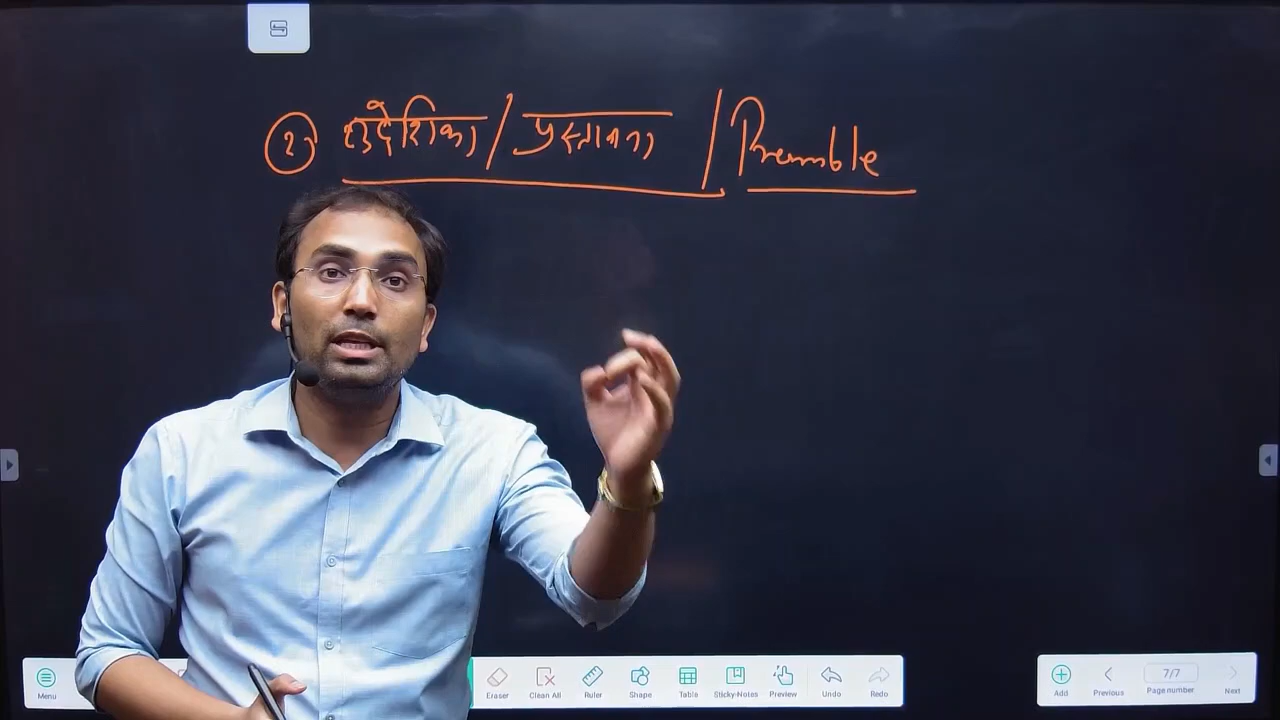 2 उद्देशिका / प्रस्तावना / Preamble
Menu Eraser Clean All Ruler Shape Table Sticky-Notes Preview Undo Redo Add Previous 7/7 Page number Next